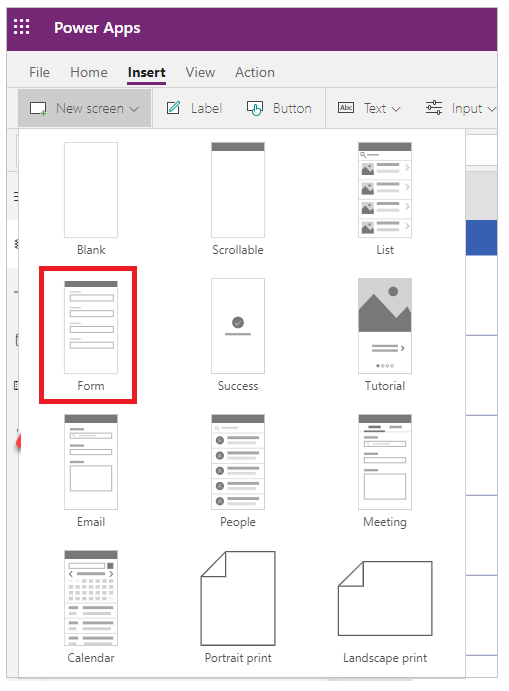 Power Apps
File Home Insert View Action
New screen Label Button Abc Text Input
Blank Scrollable List
Form Success Tutorial
Email People Meeting
Calendar Portrait print Landscape print